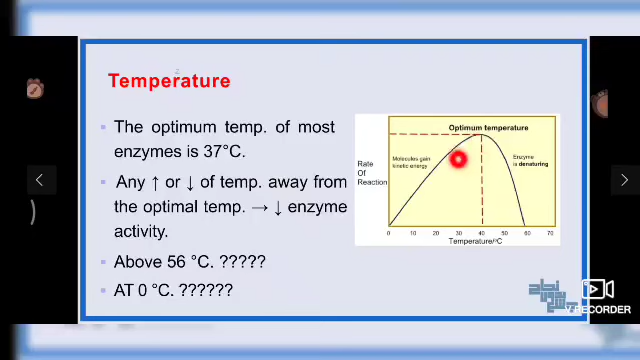 Temperature
The optimum temp. of most
enzymes is 37°C.
Any ↑ or ↓ of temp. away from
the optimal temp. → ↓ enzyme
activity.
Above 56 °C. ?????
AT 0 °C. ??????
Optimum temperature
Molecules gain
kinetic energy
Enzyme
is denaturing
Rate
Of
Reaction
0 10 20 30 40 50 60 70
Temperature/°C
V RECORDER